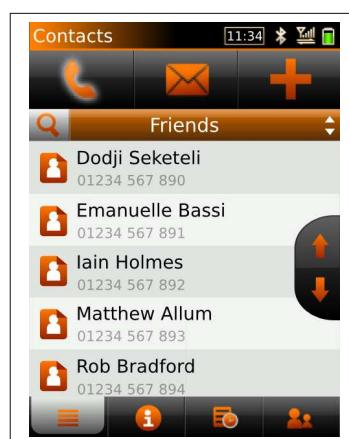 Contacts 11:34
Friends
Dodji Seketeli
01234 567 890
Emanuelle Bassi
01234 567 891
Iain Holmes
01234 567 892
Matthew Allum
01234 567 893
Rob Bradford
01234 567 894